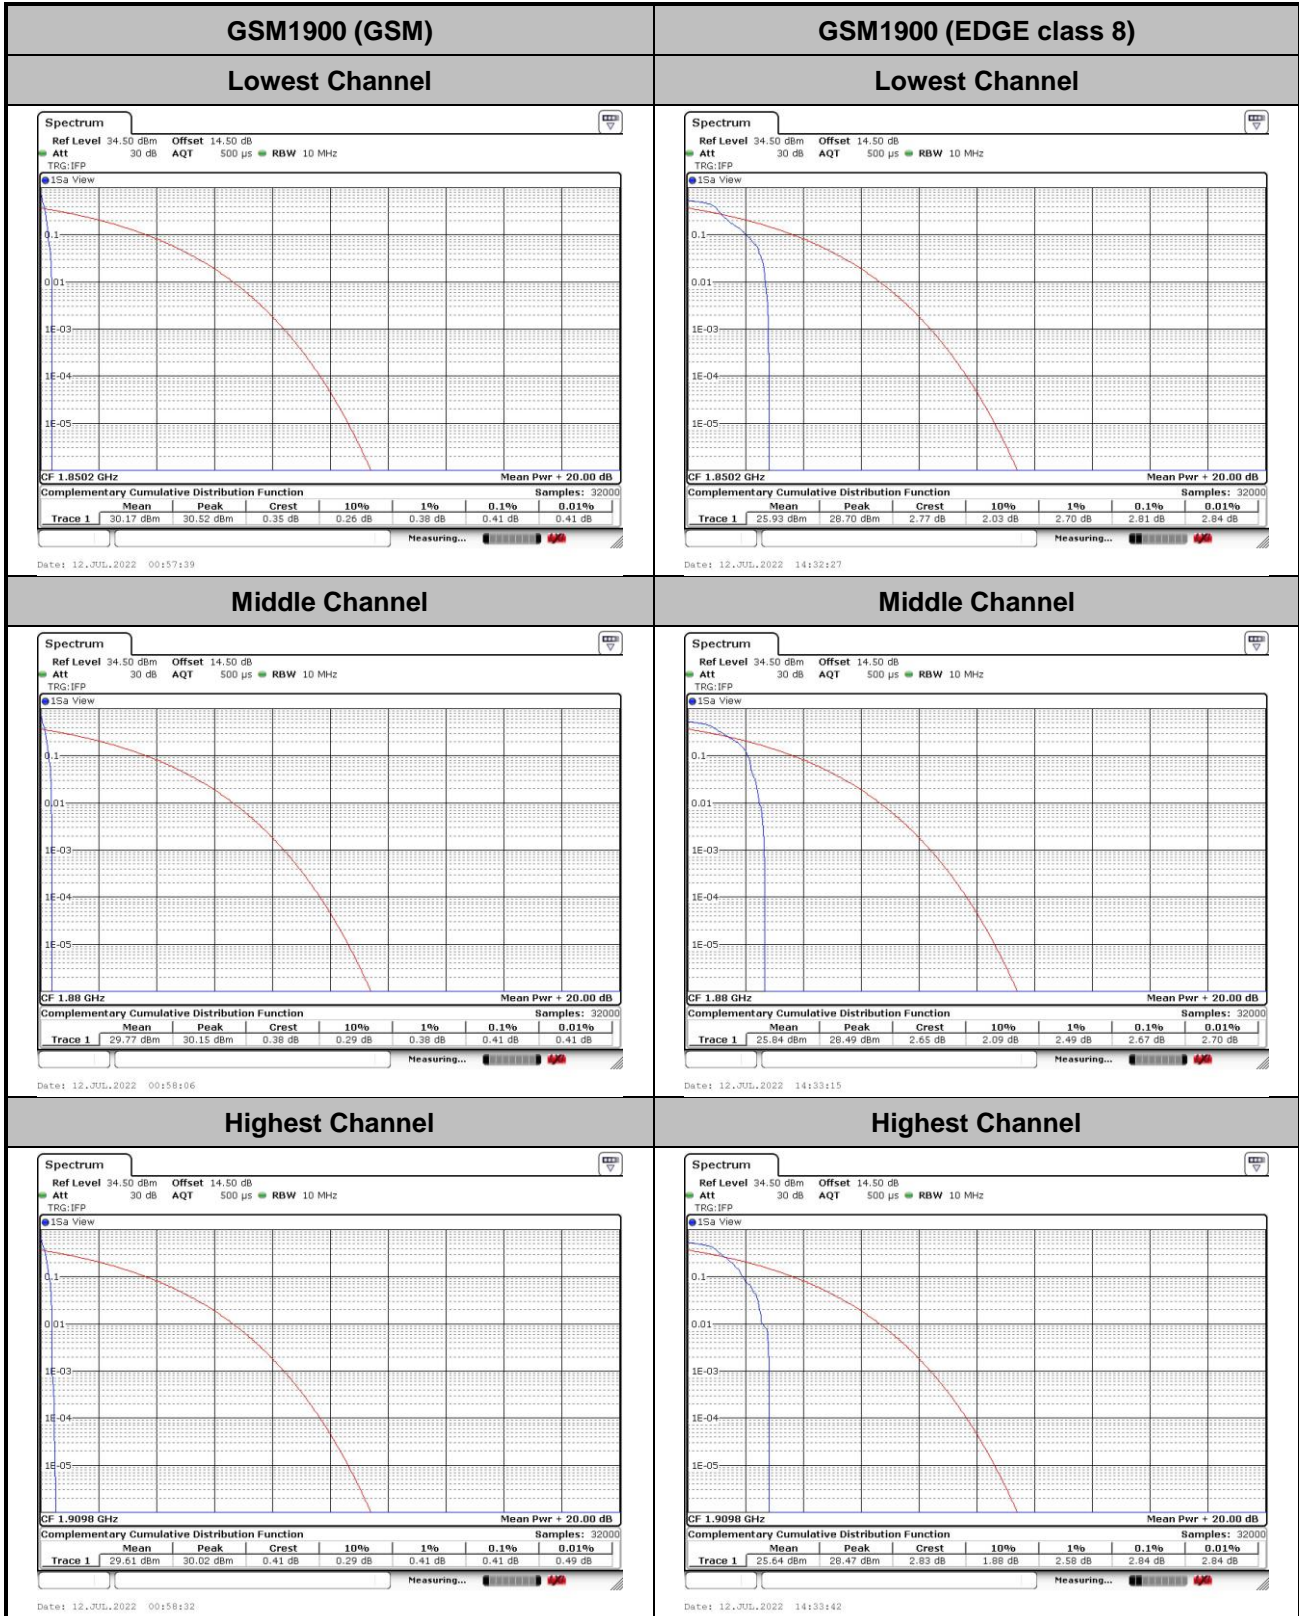 GSM1900 (GSM)
GSM1900 (EDGE class 8)
Lowest Channel
Lowest Channel
Spectrum
Ref Level 34.50 dBm Offset 14.50 dB
Att 30 dB AQT 500 µs RBW 10 MHz
TRG:IFP
1Sa View
0.1
0.01
1E-03
1E-04
1E-05
CF 1.8502 GHz Mean Pwr + 20.00 dB
Complementary Cumulative Distribution Function Samples: 32000
Mean Peak Crest 10% 1% 0.1% 0.01%
Trace 1 30.17 dBm 30.52 dBm 0.35 dB 0.26 dB 0.38 dB 0.41 dB 0.41 dB
Measuring...
Date: 12.JUL.2022 00:57:39
Spectrum
Ref Level 34.50 dBm Offset 14.50 dB
Att 30 dB AQT 500 µs RBW 10 MHz
TRG:IFP
1Sa View
0.1
0.01
1E-03
1E-04
1E-05
CF 1.8502 GHz Mean Pwr + 20.00 dB
Complementary Cumulative Distribution Function Samples: 32000
Mean Peak Crest 10% 1% 0.1% 0.01%
Trace 1 25.93 dBm 28.70 dBm 2.77 dB 2.03 dB 2.70 dB 2.81 dB 2.84 dB
Measuring...
Date: 12.JUL.2022 14:32:27
Middle Channel
Middle Channel
Spectrum
Ref Level 34.50 dBm Offset 14.50 dB
Att 30 dB AQT 500 µs RBW 10 MHz
TRG:IFP
1Sa View
0.1
0.01
1E-03
1E-04
1E-05
CF 1.88 GHz Mean Pwr + 20.00 dB
Complementary Cumulative Distribution Function Samples: 32000
Mean Peak Crest 10% 1% 0.1% 0.01%
Trace 1 29.77 dBm 30.15 dBm 0.38 dB 0.29 dB 0.38 dB 0.41 dB 0.41 dB
Measuring...
Date: 12.JUL.2022 00:58:06
Spectrum
Ref Level 34.50 dBm Offset 14.50 dB
Att 30 dB AQT 500 µs RBW 10 MHz
TRG:IFP
1Sa View
0.1
0.01
1E-03
1E-04
1E-05
CF 1.88 GHz Mean Pwr + 20.00 dB
Complementary Cumulative Distribution Function Samples: 32000
Mean Peak Crest 10% 1% 0.1% 0.01%
Trace 1 25.84 dBm 28.49 dBm 2.65 dB 2.09 dB 2.49 dB 2.67 dB 2.70 dB
Measuring...
Date: 12.JUL.2022 14:33:15
Highest Channel
Highest Channel
Spectrum
Ref Level 34.50 dBm Offset 14.50 dB
Att 30 dB AQT 500 µs RBW 10 MHz
TRG:IFP
1Sa View
0.1
0.01
1E-03
1E-04
1E-05
CF 1.9098 GHz Mean Pwr + 20.00 dB
Complementary Cumulative Distribution Function Samples: 32000
Mean Peak Crest 10% 1% 0.1% 0.01%
Trace 1 29.61 dBm 30.02 dBm 0.41 dB 0.29 dB 0.41 dB 0.41 dB 0.49 dB
Measuring...
Date: 12.JUL.2022 00:58:32
Spectrum
Ref Level 34.50 dBm Offset 14.50 dB
Att 30 dB AQT 500 µs RBW 10 MHz
TRG:IFP
1Sa View
0.1
0.01
1E-03
1E-04
1E-05
CF 1.9098 GHz Mean Pwr + 20.00 dB
Complementary Cumulative Distribution Function Samples: 32000
Mean Peak Crest 10% 1% 0.1% 0.01%
Trace 1 25.64 dBm 28.47 dBm 2.83 dB 1.88 dB 2.58 dB 2.84 dB 2.84 dB
Measuring...
Date: 12.JUL.2022 14:33:42